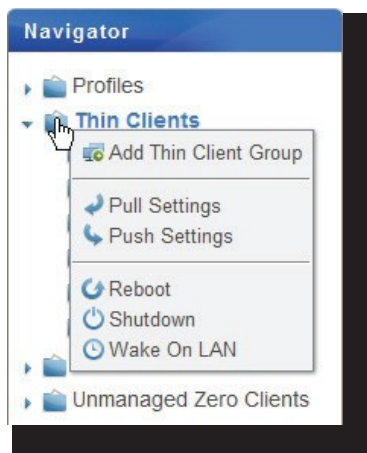 Navigator
Profiles
Thin Clients
Add Thin Client Group
Pull Settings
Push Settings
Reboot
Shutdown
Wake On LAN
Unmanaged Zero Clients